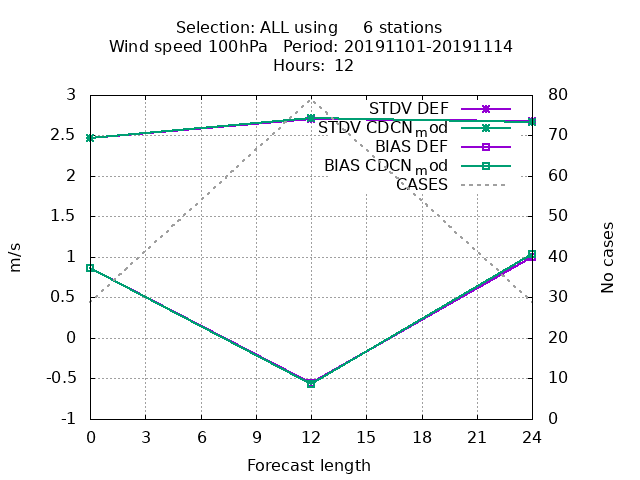 Selection: ALL using 6 stations
Wind speed 100hPa Period: 20191101-20191114
Hours: 12
3 80
STDV DEF
STDV CDCNmod
2.5 70
BIAS DEF
BIAS CDCNmod
2 60
CASES
1.5 50
1 40
0.5 30
0 20
-0.5 10
-1 0
m/s
No cases
0 3 6 9 12 15 18 21 24
Forecast length